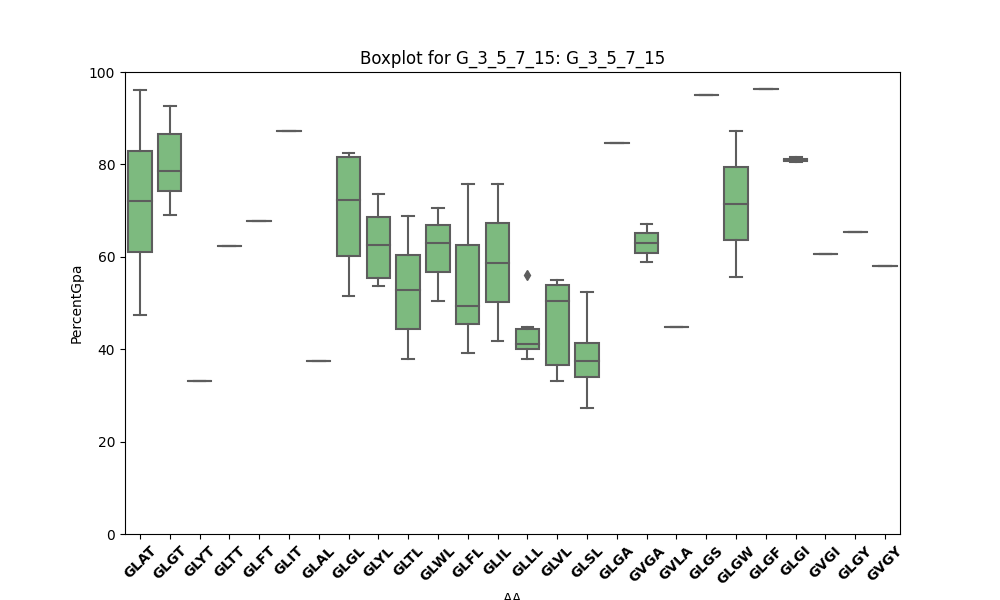 Boxplot for G_3_5_7_15: G_3_5_7_15
100
80
60
40
20
0
PercentGpa
GLAT GLGT GLYT GLTT GLFT GLIT GLAL GLGL GLYL GLTL GLWL GLFL GLIL GLLL GLVL GLSL GLGA GVGA GVLA GLGS GLGW GLGF GLGI GVGI GLGY GVGY
AA